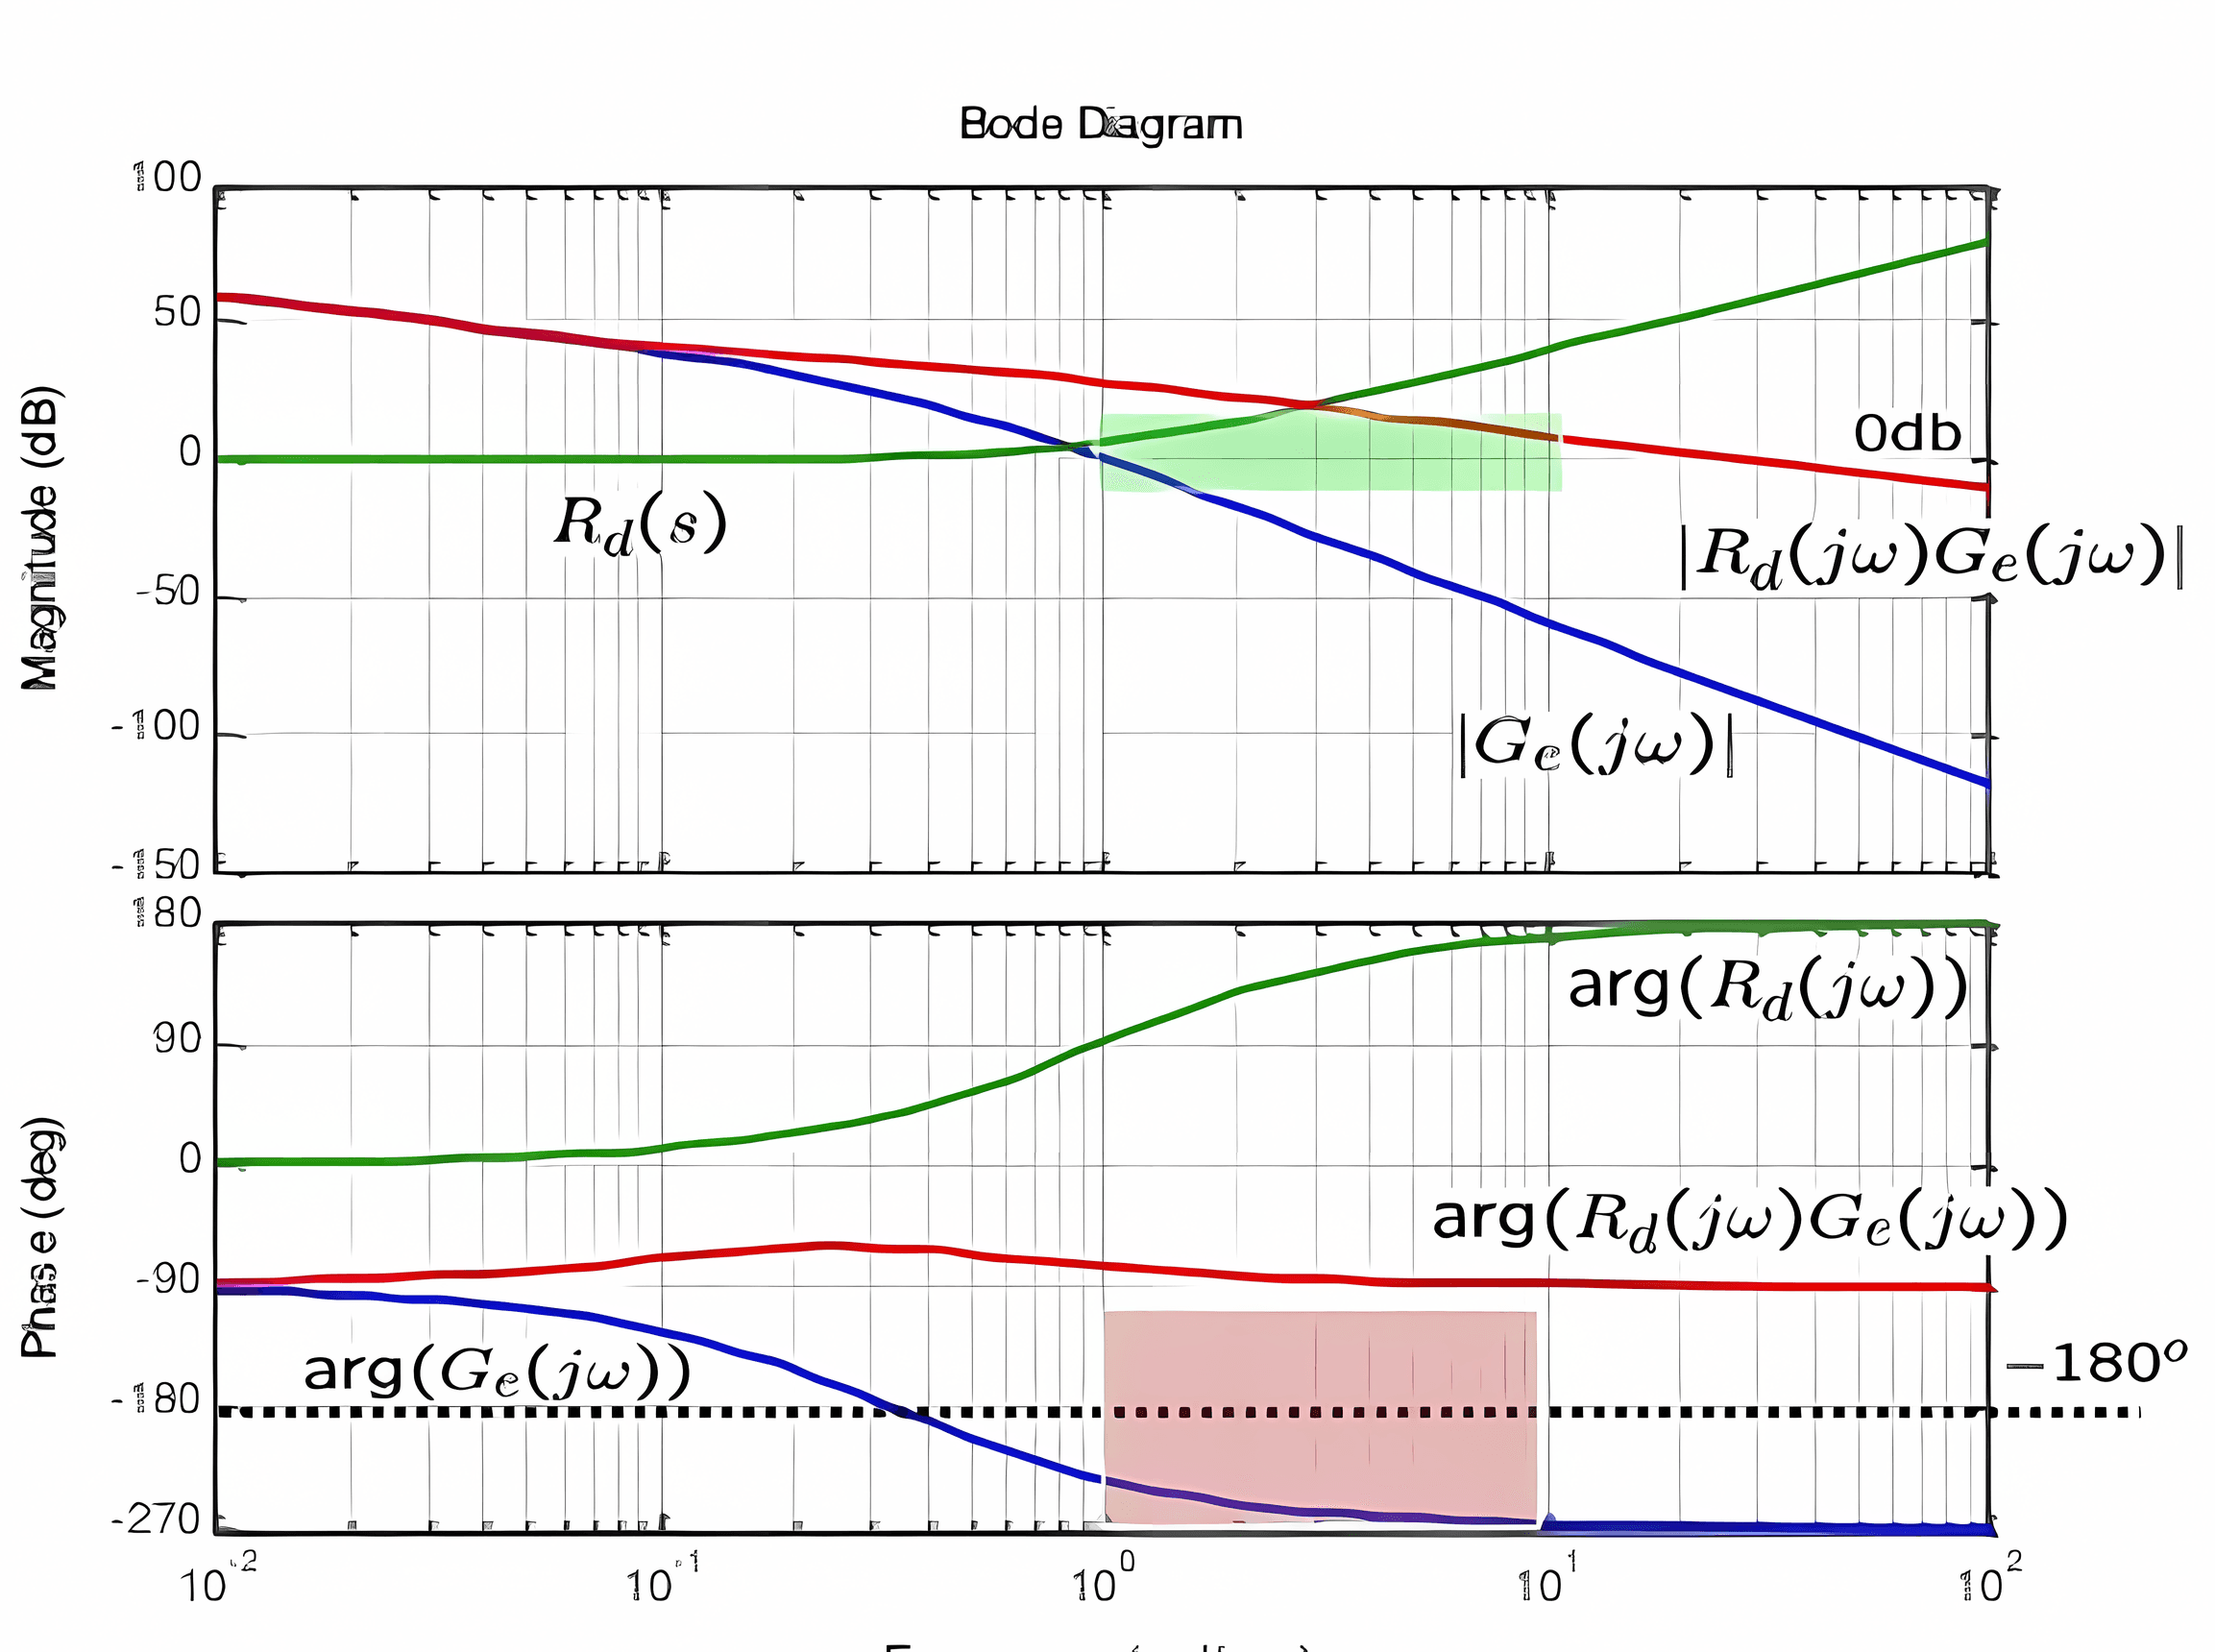 Bode Diagram
Magnitude (dB)
100
50
0
-50
-100
-150
0db
R_d(s)
|R_d(jω)G_e(jω)|
|G_e(jω)|
Phase (deg)
180
90
0
-90
-180
-270
arg(R_d(jω))
arg(R_d(jω)G_e(jω))
arg(G_e(jω))
−180º
10^-2 10^-1 10^0 10^1 10^2